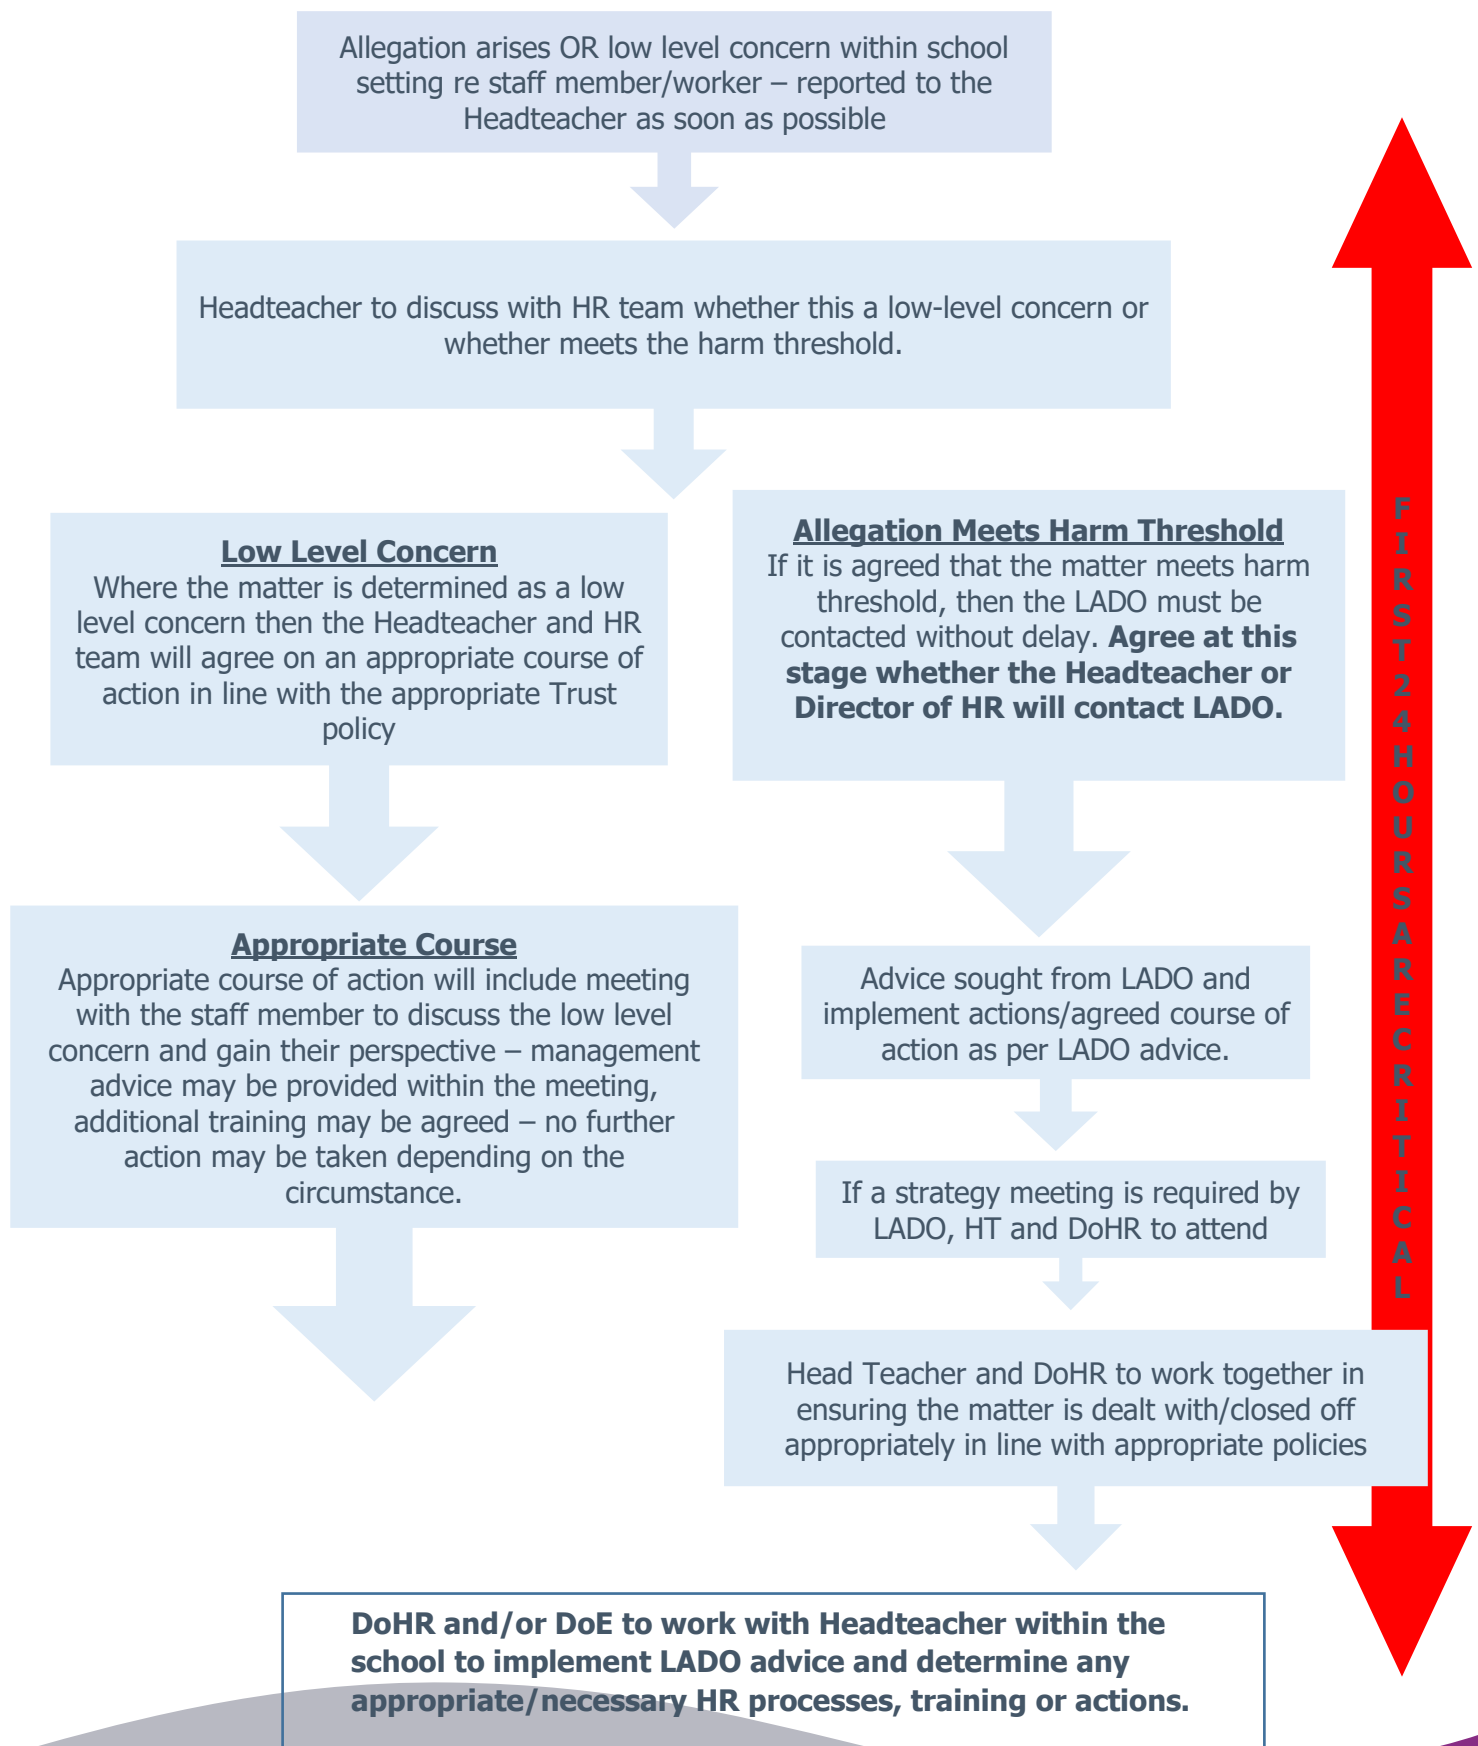 Allegation arises OR low level concern within school
setting re staff member/worker – reported to the
Headteacher as soon as possible
Headteacher to discuss with HR team whether this a low-level concern or
whether meets the harm threshold.
Low Level Concern
Where the matter is determined as a low
level concern then the Headteacher and HR
team will agree on an appropriate course of
action in line with the appropriate Trust
policy
Allegation Meets Harm Threshold
If it is agreed that the matter meets harm
threshold, then the LADO must be
contacted without delay. Agree at this
stage whether the Headteacher or
Director of HR will contact LADO.
Appropriate Course
Appropriate course of action will include meeting
with the staff member to discuss the low level
concern and gain their perspective – management
advice may be provided within the meeting,
additional training may be agreed – no further
action may be taken depending on the
circumstance.
Advice sought from LADO and
implement actions/agreed course of
action as per LADO advice.
If a strategy meeting is required by
LADO, HT and DoHR to attend
Head Teacher and DoHR to work together in
ensuring the matter is dealt with/closed off
appropriately in line with appropriate policies
DoHR and/or DoE to work with Headteacher within the
school to implement LADO advice and determine any
appropriate/necessary HR processes, training or actions.
FIRST24HOURSARECRITICAL